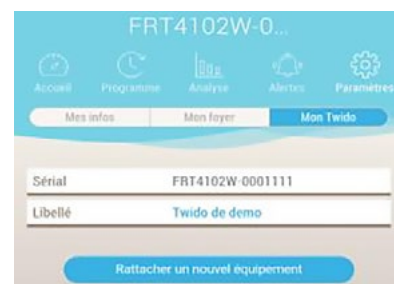 FRT4102W-0...
Accueil Programme Analyse Alertes Paramètres
Mes infos Mon foyer Mon Twido
Sérial FRT4102W-0001111
Libellé Twido de demo
Rattacher un nouvel équipement